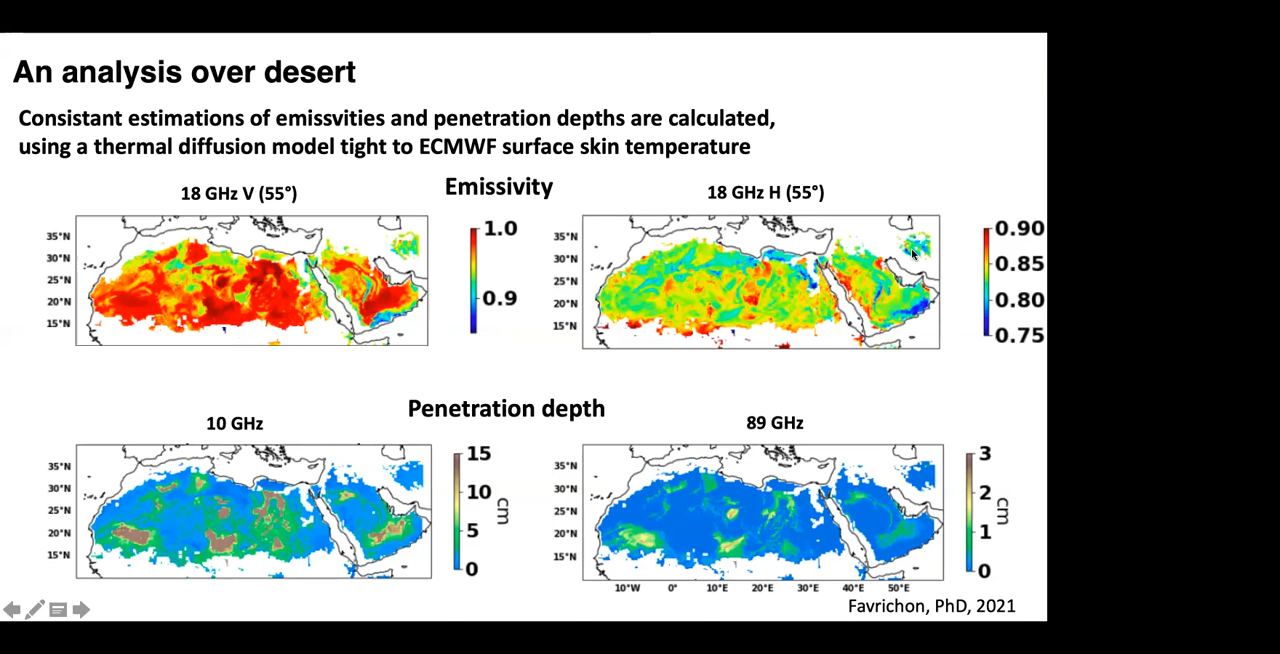 An analysis over desert
Consistant estimations of emissvities and penetration depths are calculated,
using a thermal diffusion model tight to ECMWF surface skin temperature
Emissivity
18 GHz V (55°)
35°N
30°N
25°N
20°N
15°N
1.0
0.9
18 GHz H (55°)
35°N
30°N
25°N
20°N
15°N
0.90
0.85
0.80
0.75
Penetration depth
10 GHz
35°N
30°N
25°N
20°N
15°N
15
10
5
0
cm
89 GHz
35°N
30°N
25°N
20°N
15°N
10°W 0° 10°E 20°E 30°E 40°E 50°E
3
2
1
0
cm
Favrichon, PhD, 2021